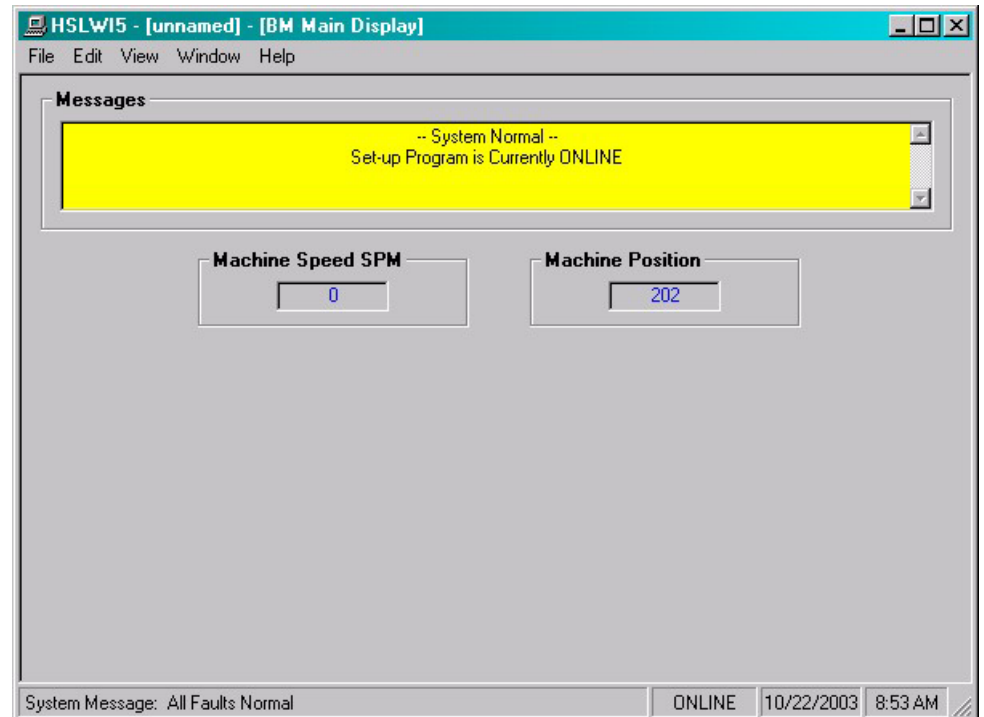 HSLWI5 - [unnamed] - [BM Main Display]
File Edit View Window Help
Messages
-- System Normal --
Set-up Program is Currently ONLINE
Machine Speed SPM
0
Machine Position
202
System Message: All Faults Normal
ONLINE
10/22/2003
8:53 AM